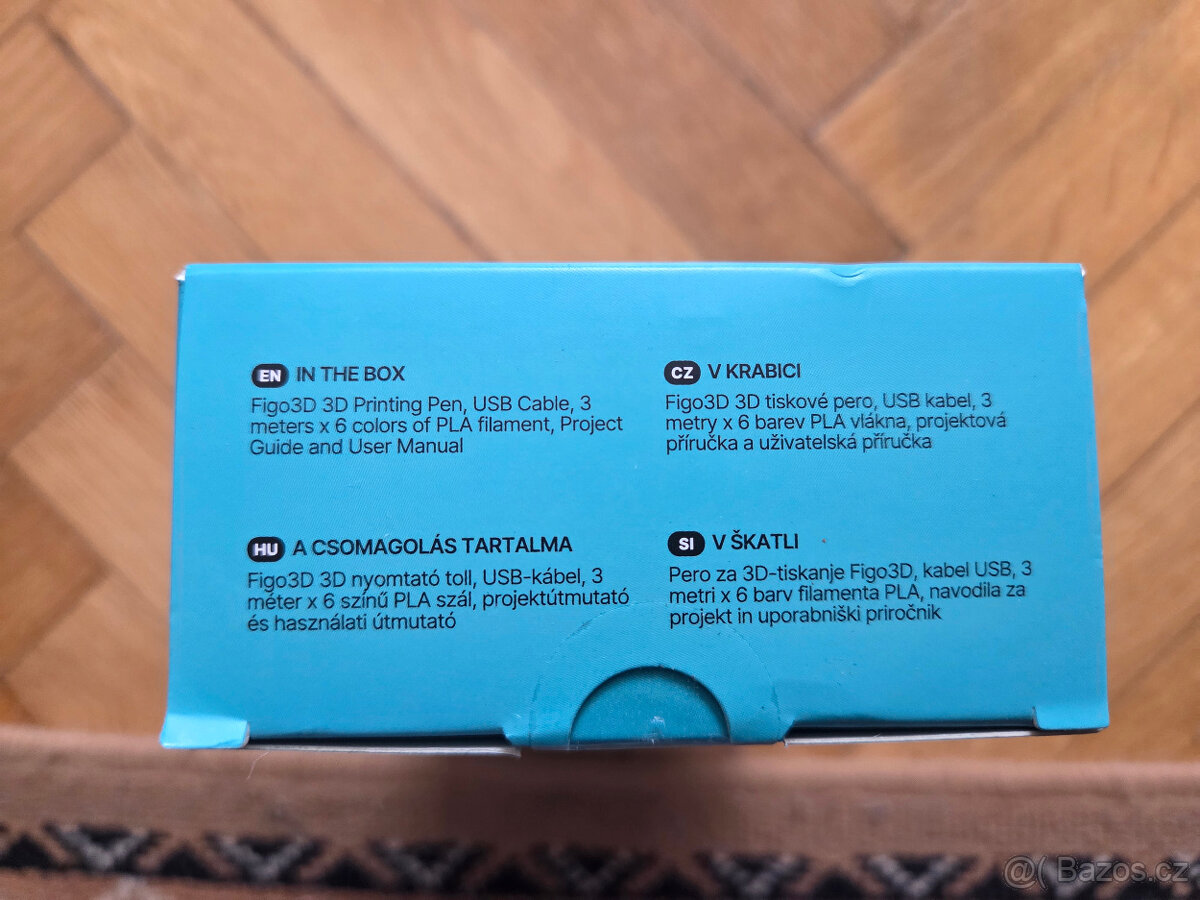 EN IN THE BOX
Figo3D 3D Printing Pen, USB Cable, 3
meters x 6 colors of PLA filament, Project
Guide and User Manual
CZ V KRABICI
Figo3D 3D tiskové pero, USB kabel, 3
metry x 6 barev PLA vlákna, projektová
příručka a uživatelská příručka
HU A CSOMAGOLÁS TARTALMA
Figo3D 3D nyomtató toll, USB-kábel, 3
méter x 6 színű PLA szál, projektútmutató
és használati útmutató
SI V ŠKATLI
Pero za 3D-tiskanje Figo3D, kabel USB, 3
metri x 6 barv filamenta PLA, navodila za
projekt in uporabniški priročnik
Bazos.cz